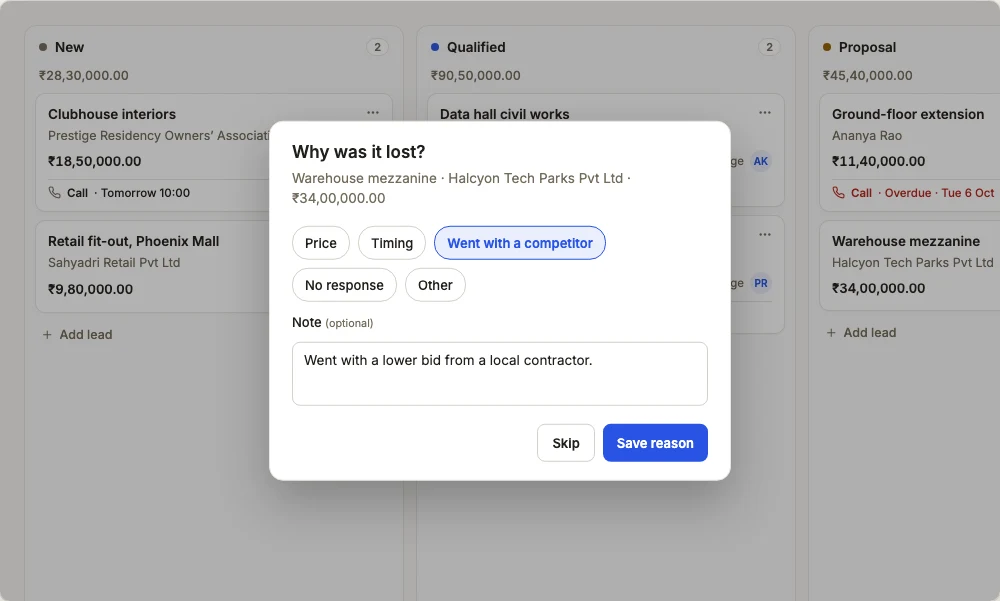 New
2
₹28,30,000.00
Clubhouse interiors
Prestige Residency Owners’
₹18,50,000.00
Call · Tomorrow 10:00
Retail fit-out, Phoenix Mall
Sahyadri Retail Pvt Ltd
₹9,80,000.00
+ Add lead
Qualified
2
₹90,50,000.00
Data hall civil works
AK
PR
Proposal
₹45,40,000.00
Ground-floor extension
Ananya Rao
₹11,40,000.00
Call · Overdue · Tue 6 Oct
Warehouse mezzanine
Halcyon Tech Parks Pvt Ltd
₹34,00,000.00
+ Add lead
Why was it lost?
Warehouse mezzanine · Halcyon Tech Parks Pvt Ltd ·
₹34,00,000.00
Price
Timing
Went with a competitor
No response
Other
Note (optional)
Went with a lower bid from a local contractor.
Skip
Save reason